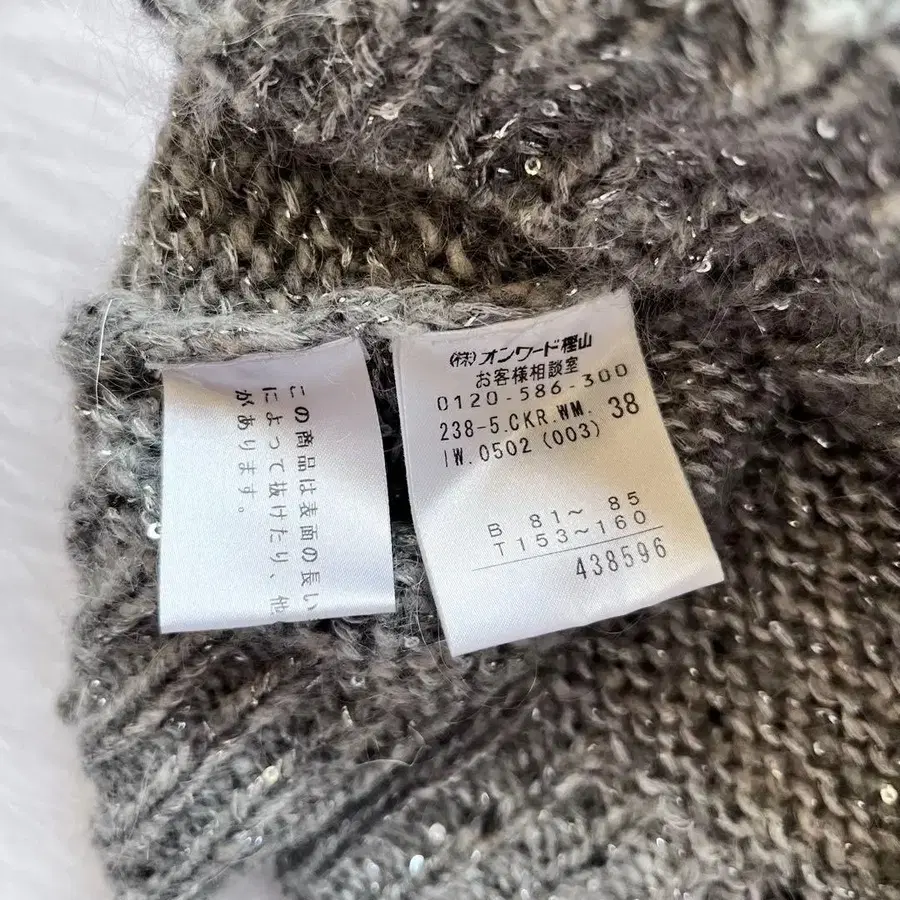 この商品は表面の長い
によって抜けたり、他
があります。
(株)オンワード樫山
お客様相談室
0120-586-300
238-5.CKR.WM. 38
IW.0502 (003)
B 81~ 85
T153~160
438596